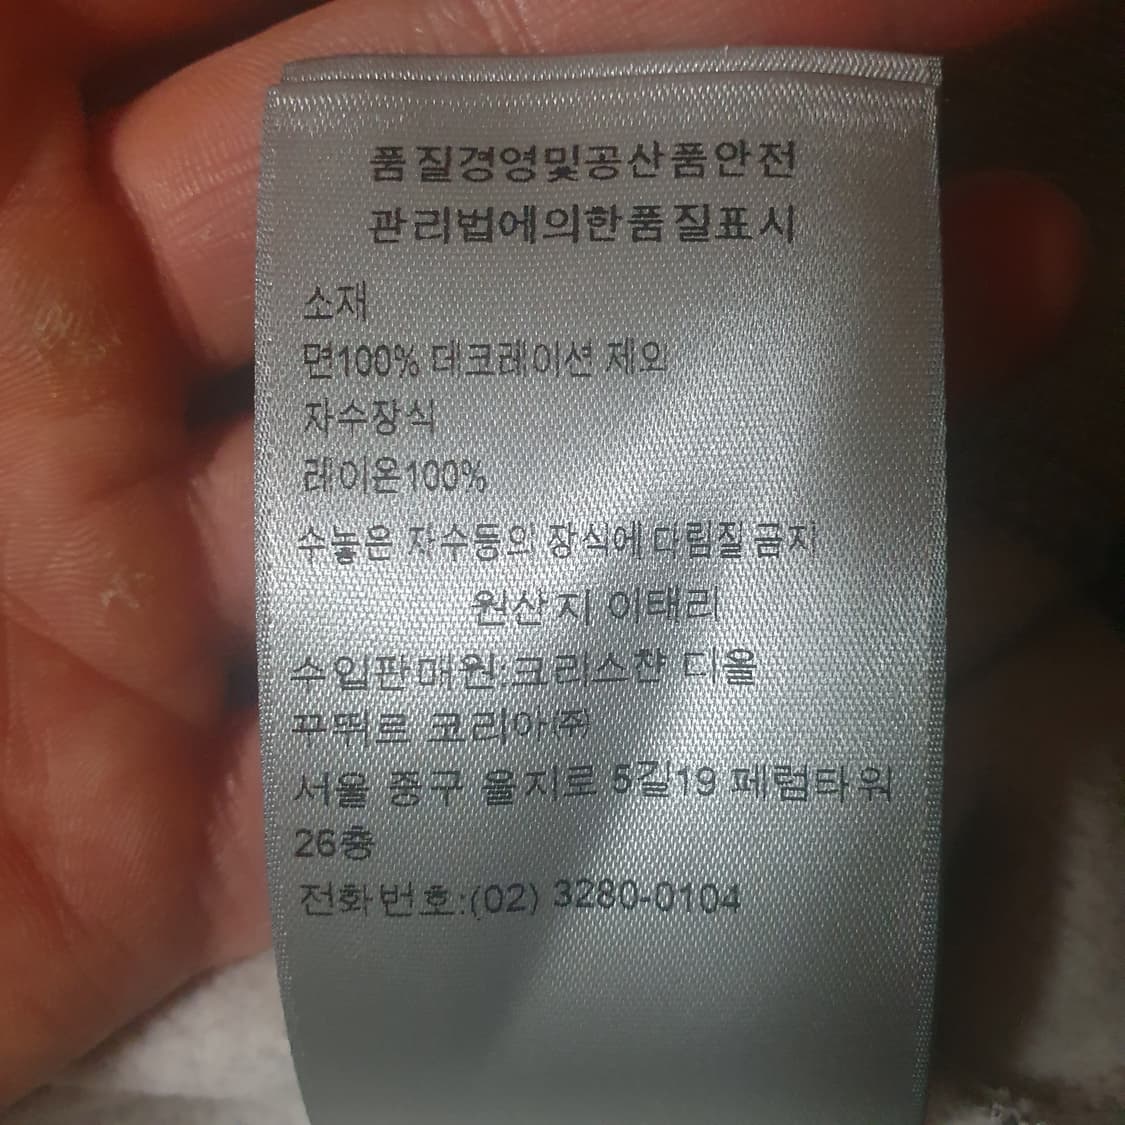 품질경영및공산품안전
관리법에의한품질표시
소재
면100% 데코레이션 제외
자수장식
레이온100%
수놓은 자수등의 장식에 다림질 금지
원산지 이태리
수입판매원:크리스챤 디올
꾸뛰르 코리아㈜
서울 중구 을지로 5길19 페럼타워
26층
전화번호:(02) 3280-0104